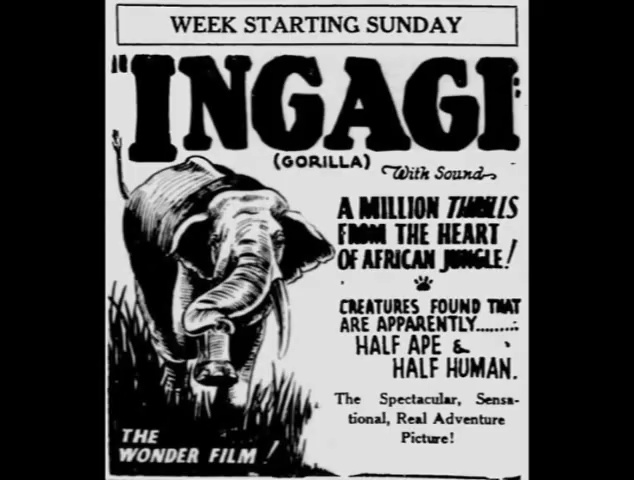 WEEK STARTING SUNDAY
"INGAGI"
(GORILLA)
With Sound
A MILLION THRILLS
FROM THE HEART
OF AFRICAN JUNGLE!
CREATURES FOUND THAT
ARE APPARENTLY........:
HALF APE &
HALF HUMAN.
The Spectacular, Sensa-
tional, Real Adventure
Picture!
THE
WONDER FILM!